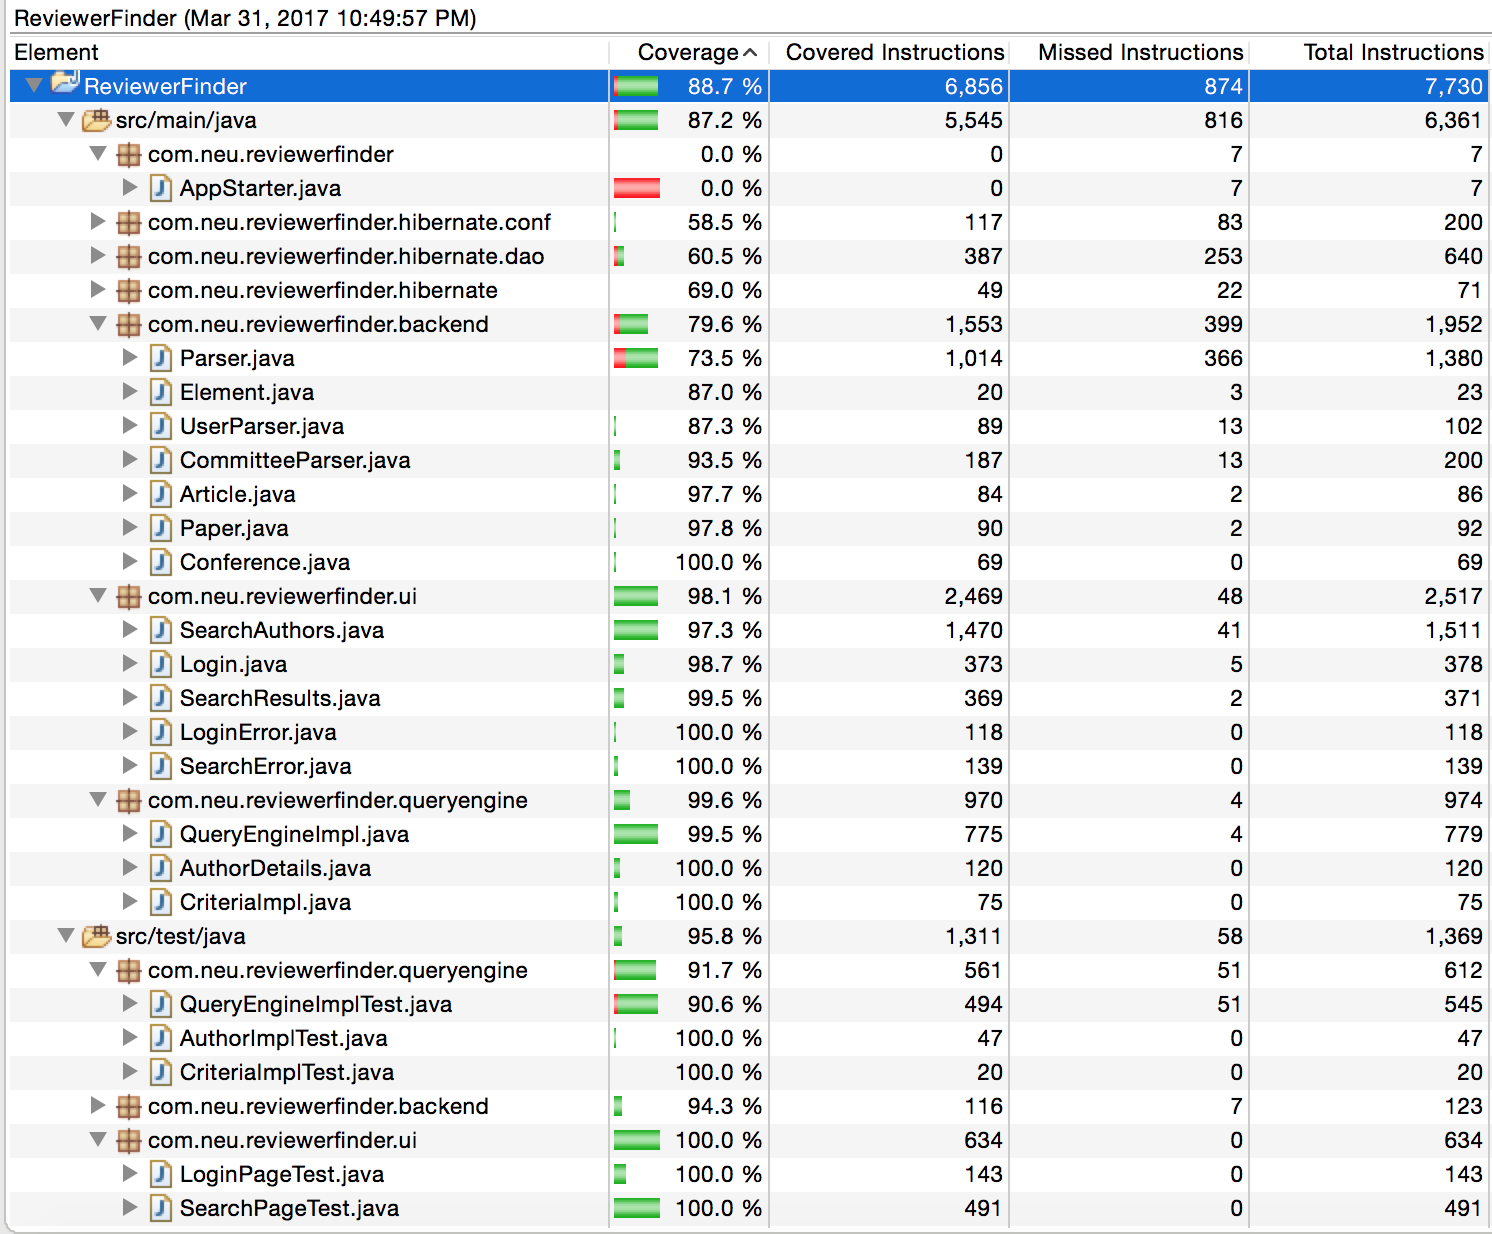 ReviewerFinder (Mar 31, 2017 10:49:57 PM)
Element Coverage Covered Instructions Missed Instructions Total Instructions
ReviewerFinder 88.7 % 6,856 874 7,730
src/main/java 87.2 % 5,545 816 6,361
com.neu.reviewerfinder 0.0 % 0 7 7
AppStarter.java 0.0 % 0 7 7
com.neu.reviewerfinder.hibernate.conf 58.5 % 117 83 200
com.neu.reviewerfinder.hibernate.dao 60.5 % 387 253 640
com.neu.reviewerfinder.hibernate 69.0 % 49 22 71
com.neu.reviewerfinder.backend 79.6 % 1,553 399 1,952
Parser.java 73.5 % 1,014 366 1,380
Element.java 87.0 % 20 3 23
UserParser.java 87.3 % 89 13 102
CommitteeParser.java 93.5 % 187 13 200
Article.java 97.7 % 84 2 86
Paper.java 97.8 % 90 2 92
Conference.java 100.0 % 69 0 69
com.neu.reviewerfinder.ui 98.1 % 2,469 48 2,517
SearchAuthors.java 97.3 % 1,470 41 1,511
Login.java 98.7 % 373 5 378
SearchResults.java 99.5 % 369 2 371
LoginError.java 100.0 % 118 0 118
SearchError.java 100.0 % 139 0 139
com.neu.reviewerfinder.queryengine 99.6 % 970 4 974
QueryEngineImpl.java 99.5 % 775 4 779
AuthorDetails.java 100.0 % 120 0 120
CriteriaImpl.java 100.0 % 75 0 75
src/test/java 95.8 % 1,311 58 1,369
com.neu.reviewerfinder.queryengine 91.7 % 561 51 612
QueryEngineImplTest.java 90.6 % 494 51 545
AuthorImplTest.java 100.0 % 47 0 47
CriteriaImplTest.java 100.0 % 20 0 20
com.neu.reviewerfinder.backend 94.3 % 116 7 123
com.neu.reviewerfinder.ui 100.0 % 634 0 634
LoginPageTest.java 100.0 % 143 0 143
SearchPageTest.java 100.0 % 491 0 491